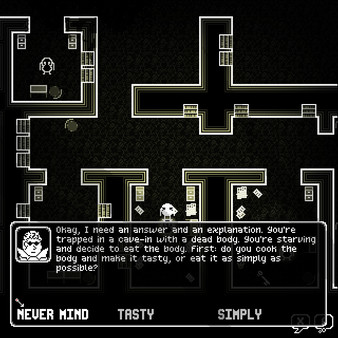 Okay, I need an answer and an explanation. You're
trapped in a cave-in with a dead body. You're starving
and decide to eat the body. First: do you cook the
body and make it tasty, or eat it as simply as
possible?
NEVER MIND TASTY SIMPLY